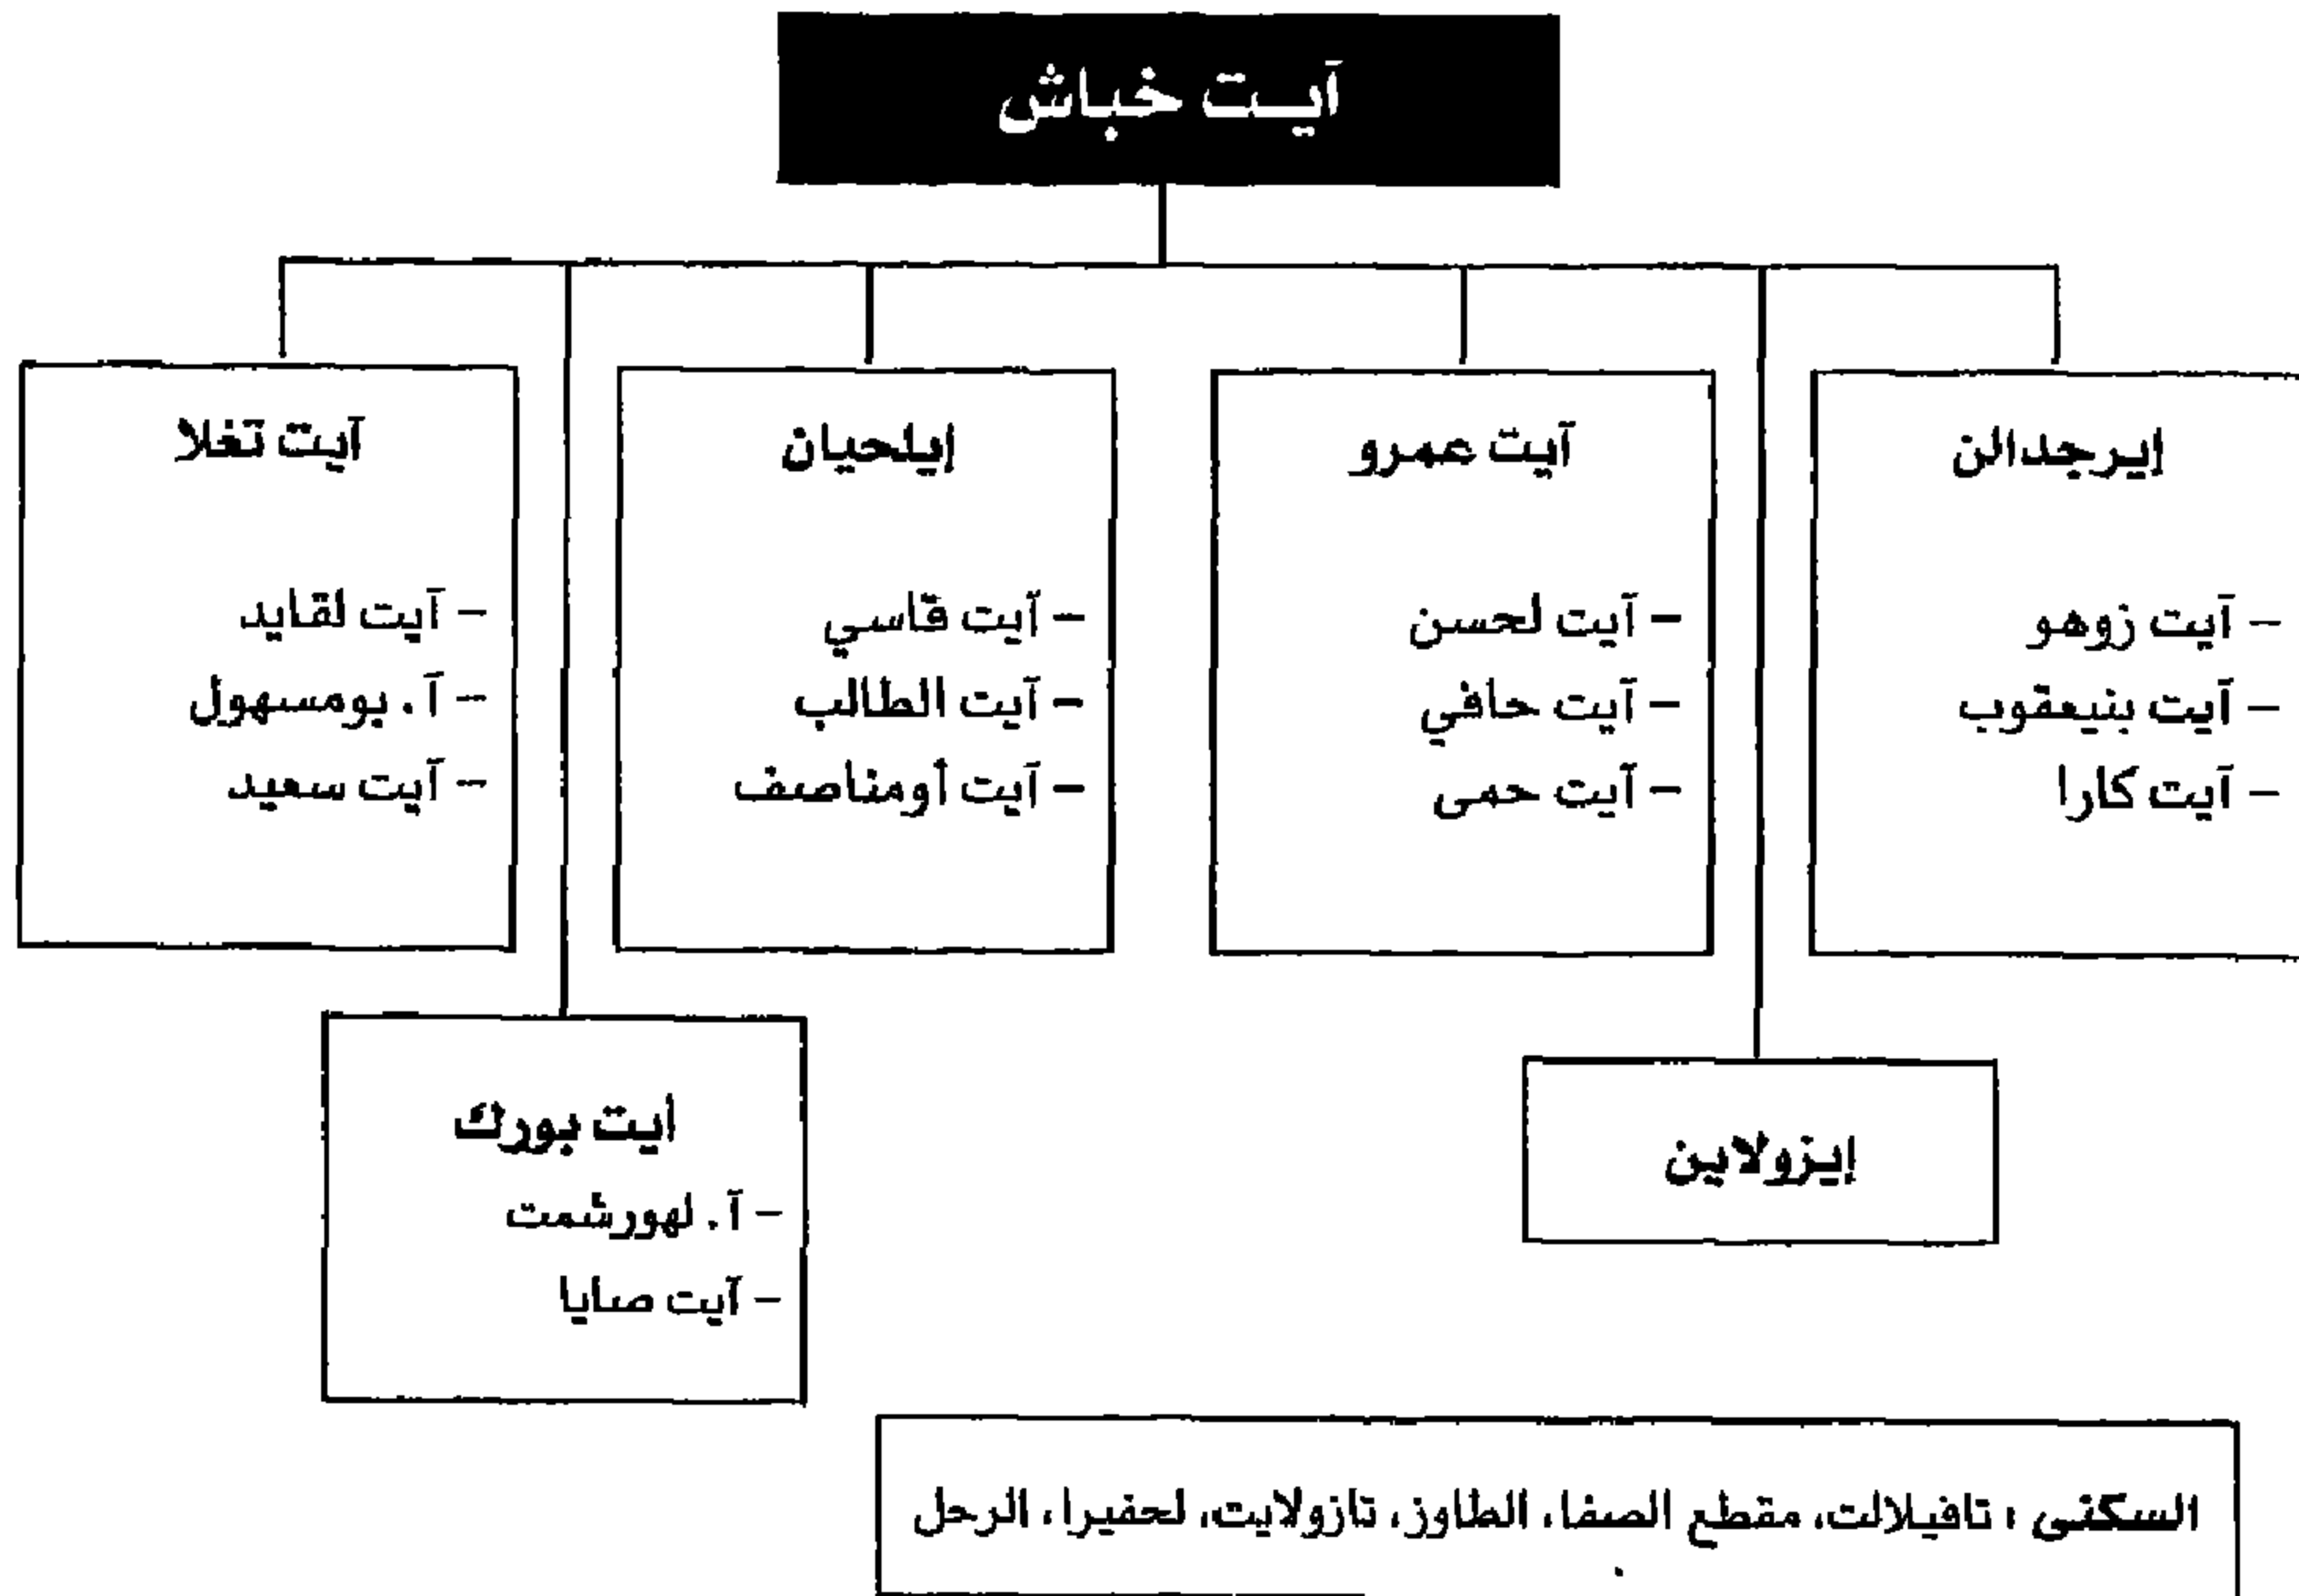 آيت خباش
إيرجدالن
– آيت زوهو
– آيت بنيعقوب
– آيت كارا
آيت عمرو
– آيت لحسن
– آيت حافي
– آيت حمى
إيلحيان
– آيت قاسي
– آيت الطالب
– آيت أومناصف
آيت تغلا
– آيت لقايد
– آ. بومسهول
– آيت سعيد
إيزولاين
ايت بورك
– آ. لهورشمت
– آيت صايا
السكنى : تافيلالت، مقطع الصفا، الطاوز، تازولايت، لحفيرا، الرحل